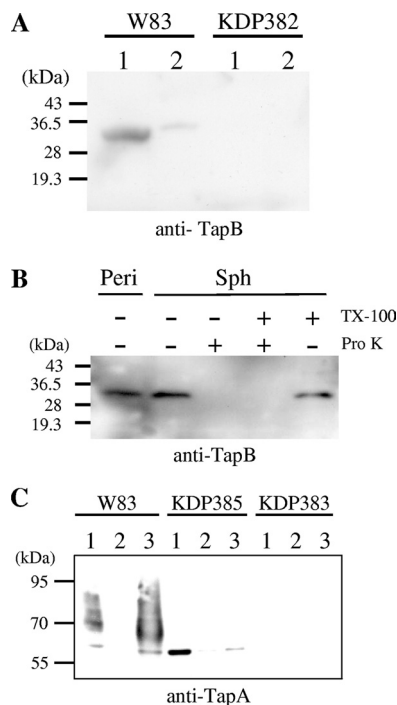 A
W83 KDP382
(kDa) 1 2 1 2
43
36.5
28
19.3
anti- TapB
B
Peri Sph
– – – + + TX-100
(kDa) – – + + – Pro K
43
36.5
28
19.3
anti-TapB
C
W83 KDP385 KDP383
(kDa) 1 2 3 1 2 3 1 2 3
95
70
55
anti-TapA